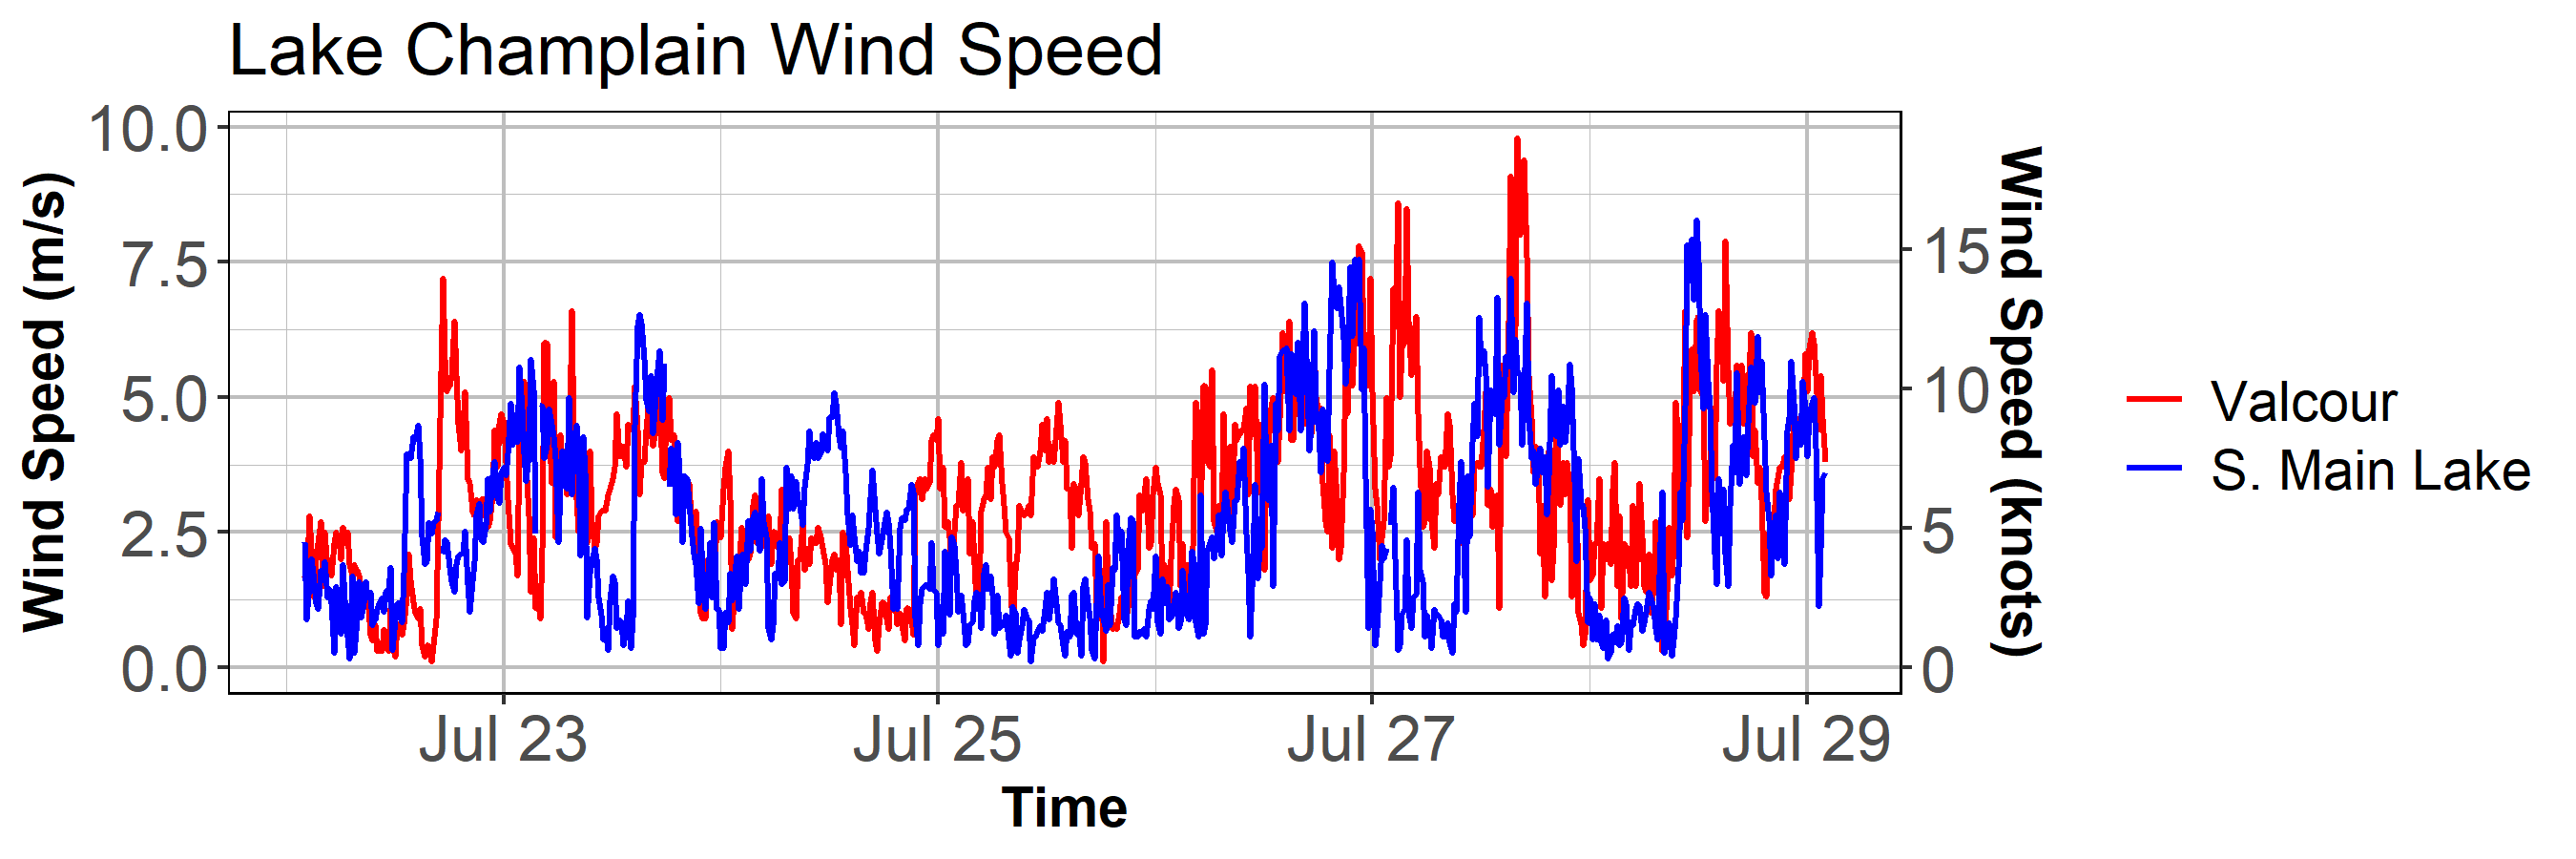 Lake Champlain Wind Speed
Wind Speed (m/s)
10.0
7.5
5.0
2.5
0.0
Jul 23
Jul 25
Jul 27
Jul 29
Time
15
10
5
0
Wind Speed (knots)
Valcour
S. Main Lake